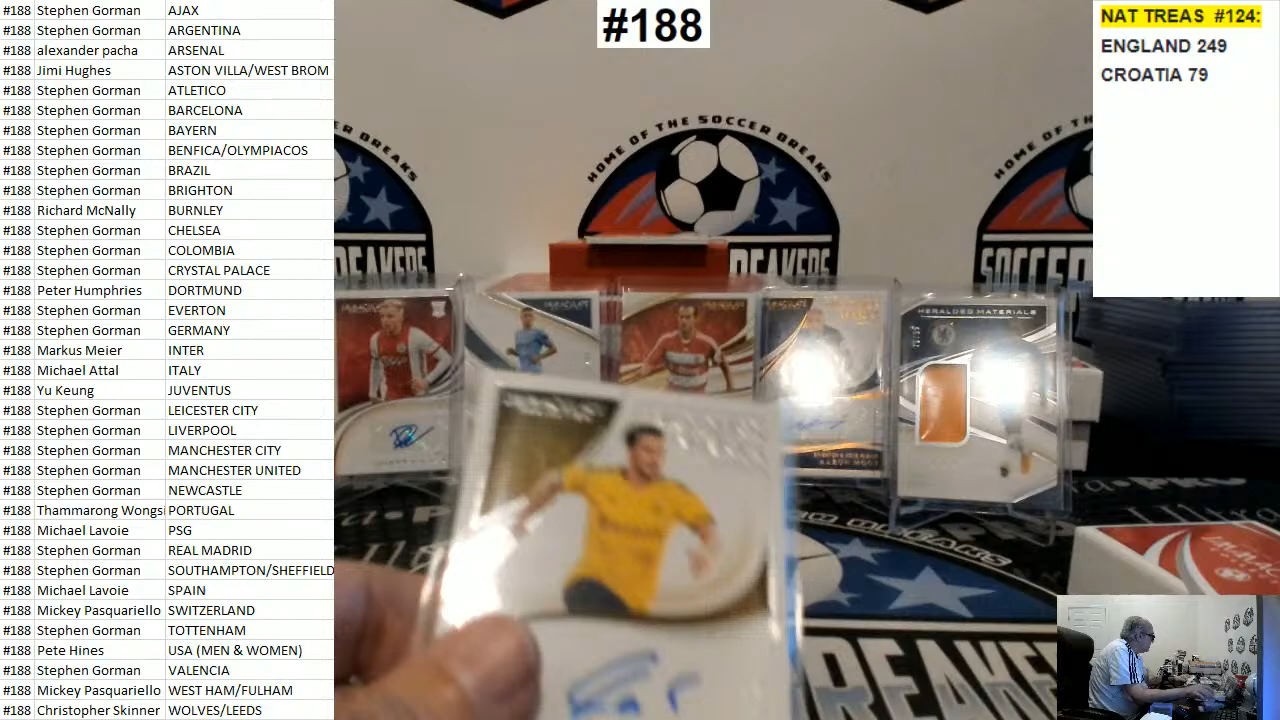 #188 Stephen Gorman AJAX
#188 Stephen Gorman ARGENTINA
#188 alexander pacha ARSENAL
#188 Jimi Hughes ASTON VILLA/WEST BROM
#188 Stephen Gorman ATLETICO
#188 Stephen Gorman BARCELONA
#188 Stephen Gorman BAYERN
#188 Stephen Gorman BENFICA/OLYMPIACOS
#188 Stephen Gorman BRAZIL
#188 Stephen Gorman BRIGHTON
#188 Richard McNally BURNLEY
#188 Stephen Gorman CHELSEA
#188 Stephen Gorman COLOMBIA
#188 Stephen Gorman CRYSTAL PALACE
#188 Peter Humphries DORTMUND
#188 Stephen Gorman EVERTON
#188 Stephen Gorman GERMANY
#188 Markus Meier INTER
#188 Michael Attal ITALY
#188 Yu Keung JUVENTUS
#188 Stephen Gorman LEICESTER CITY
#188 Stephen Gorman LIVERPOOL
#188 Stephen Gorman MANCHESTER CITY
#188 Stephen Gorman MANCHESTER UNITED
#188 Stephen Gorman NEWCASTLE
#188 Thammarong Wongsi PORTUGAL
#188 Michael Lavoie PSG
#188 Stephen Gorman REAL MADRID
#188 Stephen Gorman SOUTHAMPTON/SHEFFIELD
#188 Michael Lavoie SPAIN
#188 Mickey Pasquariello SWITZERLAND
#188 Stephen Gorman TOTTENHAM
#188 Pete Hines USA (MEN & WOMEN)
#188 Stephen Gorman VALENCIA
#188 Mickey Pasquariello WEST HAM/FULHAM
#188 Christopher Skinner WOLVES/LEEDS
#188
NAT TREAS #124:
ENGLAND 249
CROATIA 79
HOME OF THE SOCCER BREAKS
HOME OF TH
BREAKERS
REAKERS
SOCCER
HERALDED MATERIALS
BREAKERS